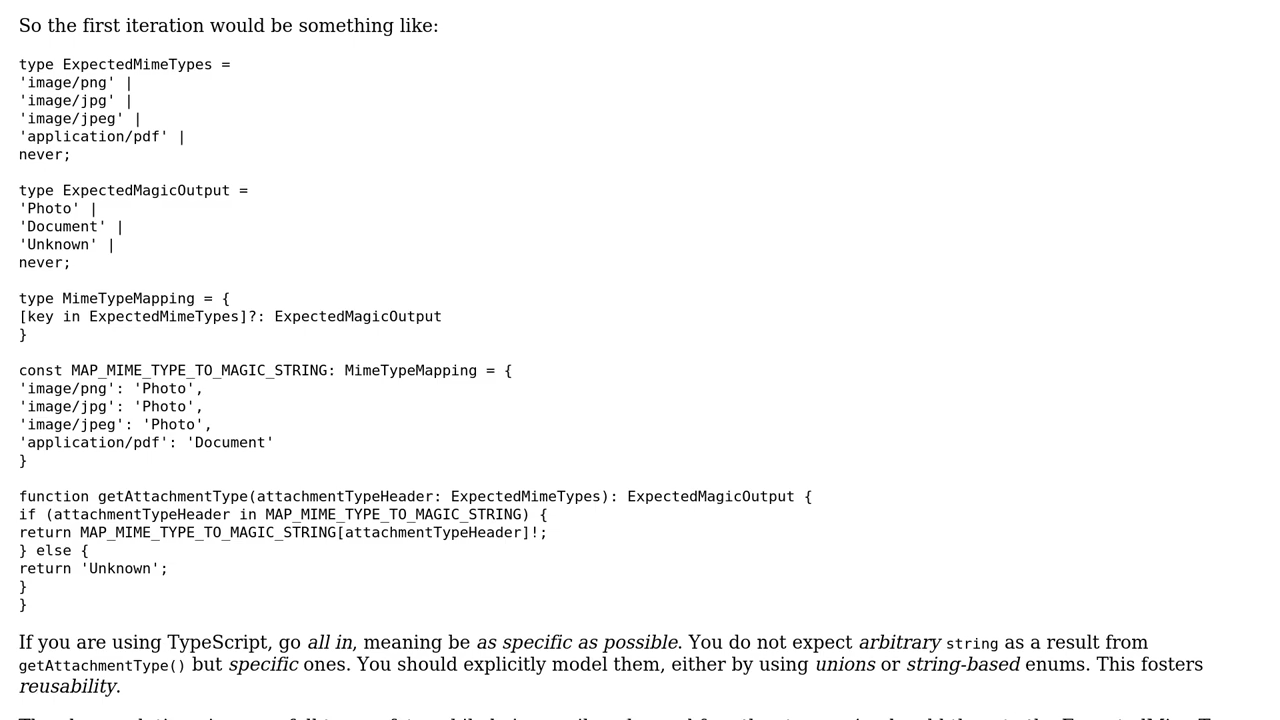 So the first iteration would be something like:
type ExpectedMimeTypes =
'image/png' |
'image/jpg' |
'image/jpeg' |
'application/pdf' |
never;
type ExpectedMagicOutput =
'Photo' |
'Document' |
'Unknown' |
never;
type MimeTypeMapping = {
[key in ExpectedMimeTypes]?: ExpectedMagicOutput
}
const MAP_MIME_TYPE_TO_MAGIC_STRING: MimeTypeMapping = {
'image/png': 'Photo',
'image/jpg': 'Photo',
'image/jpeg': 'Photo',
'application/pdf': 'Document'
}
function getAttachmentType(attachmentTypeHeader: ExpectedMimeTypes): ExpectedMagicOutput {
if (attachmentTypeHeader in MAP_MIME_TYPE_TO_MAGIC_STRING) {
return MAP_MIME_TYPE_TO_MAGIC_STRING[attachmentTypeHeader]!;
} else {
return 'Unknown';
}
}
If you are using TypeScript, go all in, meaning be as specific as possible. You do not expect arbitrary string as a result from
getAttachmentType() but specific ones. You should explicitly model them, either by using unions or string-based enums. This fosters
reusability.